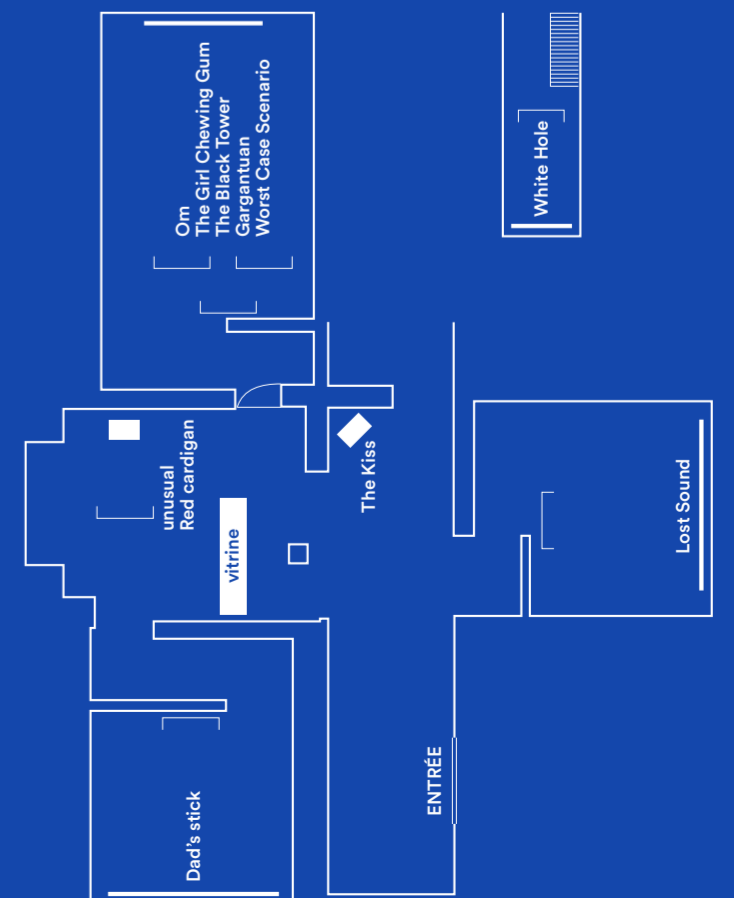 Om
The Girl Chewing Gum
The Black Tower
Gargantuan
Worst Case Scenario
White Hole
unusual
Red cardigan
The Kiss
vitrine
Lost Sound
ENTRÉE
Dad’s stick